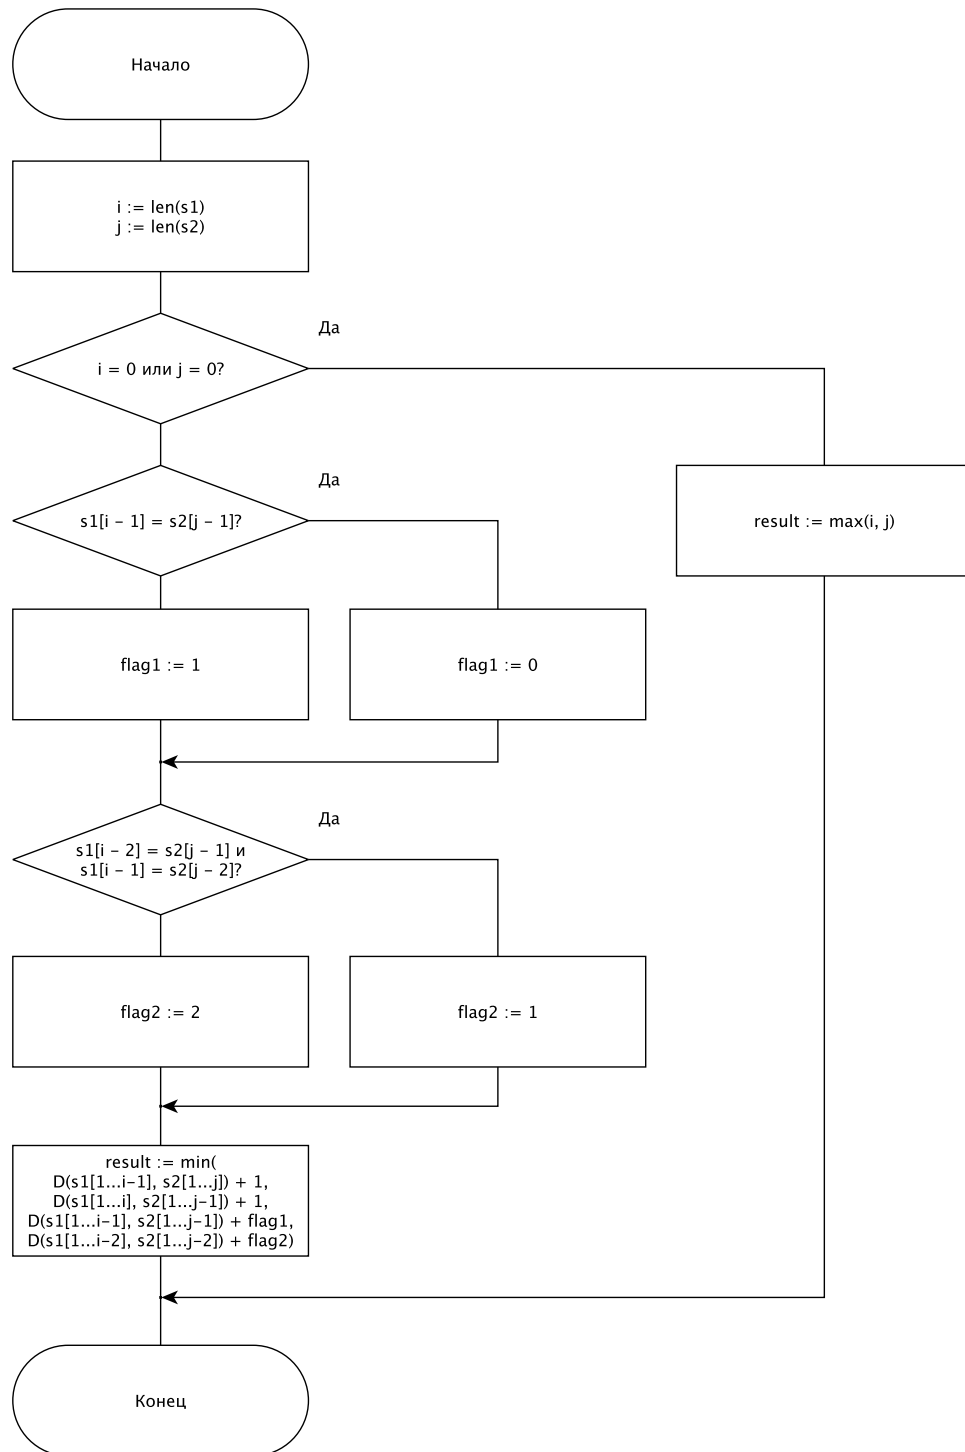 Начало
i := len(s1)
j := len(s2)
Да
i = 0 или j = 0?
Да
s1[i – 1] = s2[j – 1]?
result := max(i, j)
flag1 := 1
flag1 := 0
Да
s1[i – 2] = s2[j – 1] и
s1[i – 1] = s2[j – 2]?
flag2 := 2
flag2 := 1
result := min(
D(s1[1...i–1], s2[1...j]) + 1,
D(s1[1...i], s2[1...j–1]) + 1,
D(s1[1...i–1], s2[1...j–1]) + flag1,
D(s1[1...i–2], s2[1...j–2]) + flag2)
Конец